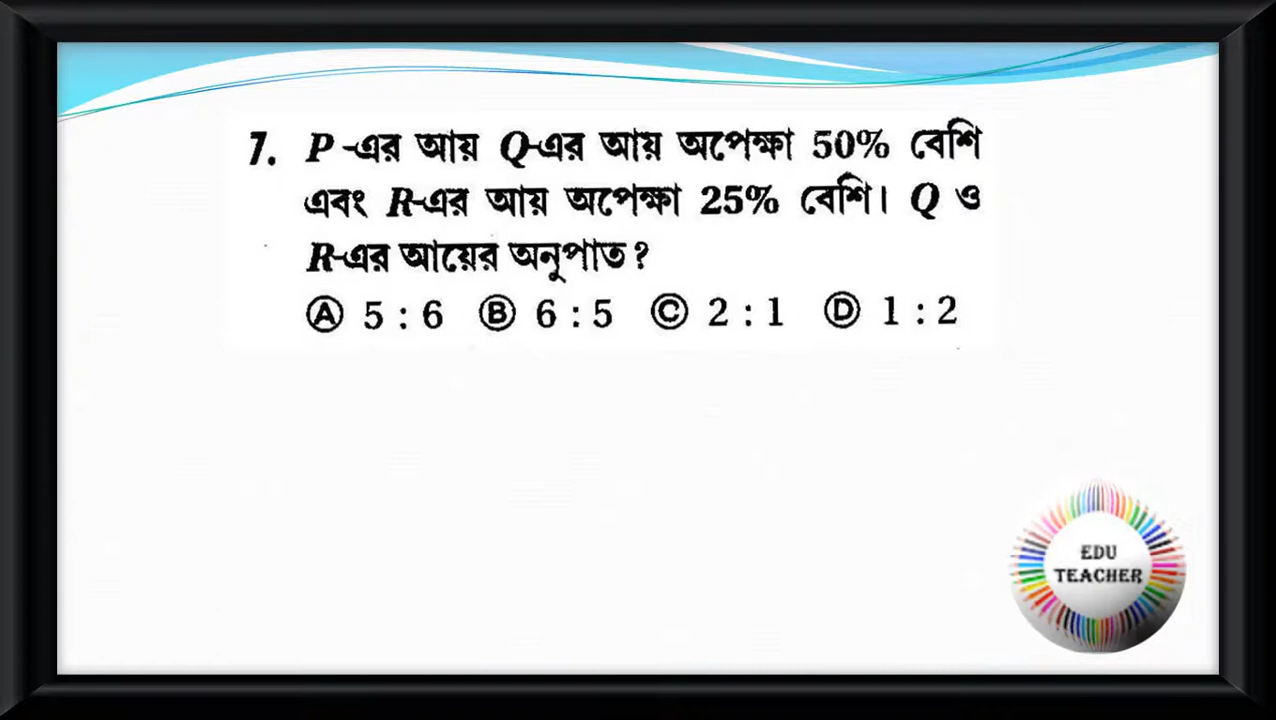 7. P -এর আয় Q-এর আয় অপেক্ষা 50% বেশি
এবং R-এর আয় অপেক্ষা 25% বেশি। Q ও
R-এর আয়ের অনুপাত ?
Ⓐ 5 : 6 Ⓑ 6 : 5 Ⓒ 2 : 1 Ⓓ 1 : 2
EDU
TEACHER